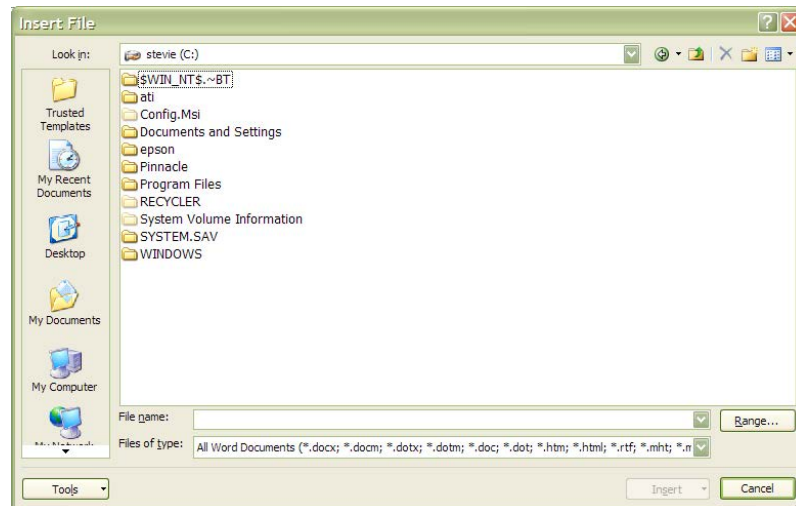 Insert File
Look in:
stevie (C:)
Trusted
Templates
My Recent
Documents
Desktop
My Documents
My Computer
$WIN_NT$.~BT
ati
Config.Msi
Documents and Settings
epson
Pinnacle
Program Files
RECYCLER
System Volume Information
SYSTEM.SAV
WINDOWS
File name:
Range...
Files of type:
All Word Documents (*.docx; *.docm; *.dotx; *.dotm; *.doc; *.dot; *.htm; *.html; *.rtf; *.mht; *.m
Tools
Insert
Cancel